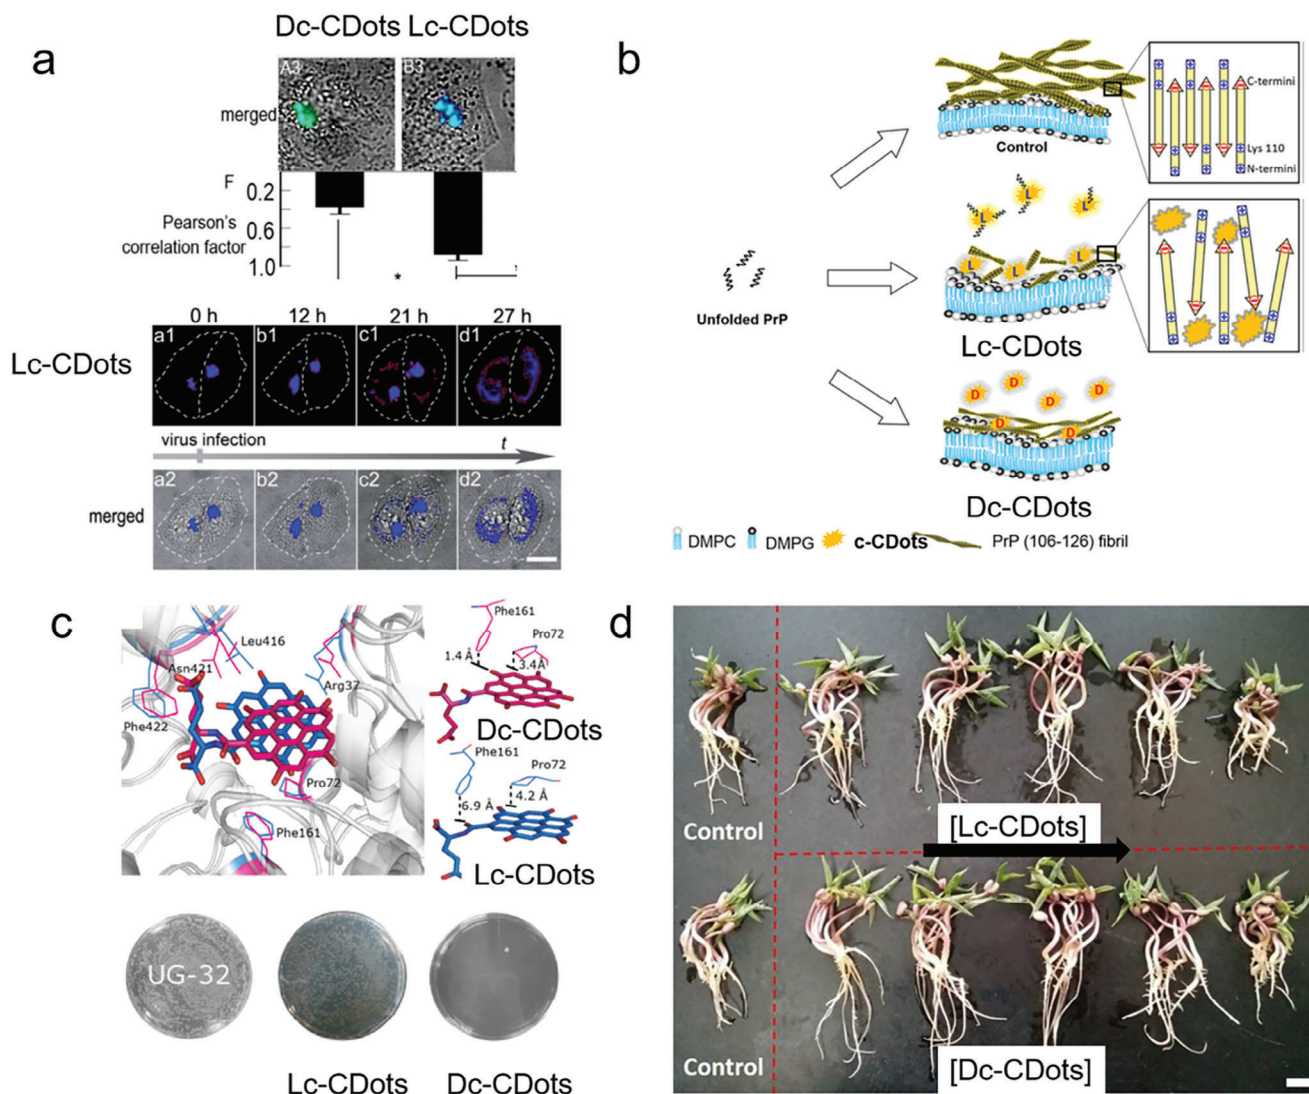 a
Dc-CDots Lc-CDots
A3
B3
merged
F
0.2
Pearson's
0.6
correlation factor
1.0
*
0 h 12 h 21 h 27 h
a1 b1 c1 d1
Lc-CDots
virus infection
t
a2 b2 c2 d2
merged
b
Control
C-termini
Lys 110
N-termini
L L L
L L L
Unfolded PrP
Lc-CDots
D D D D
D D
Dc-CDots
DMPC DMPG c-CDots PrP (106-126) fibril
c
Leu416
Asn421
Arg37
Phe422
Pro72
Phe161
Phe161
Pro72
1.4 Å
3.4Å
Dc-CDots
Phe161
Pro72
6.9 Å
4.2 Å
Lc-CDots
UG-32
Lc-CDots
Dc-CDots
d
Control
[Lc-CDots]
Control
[Dc-CDots]